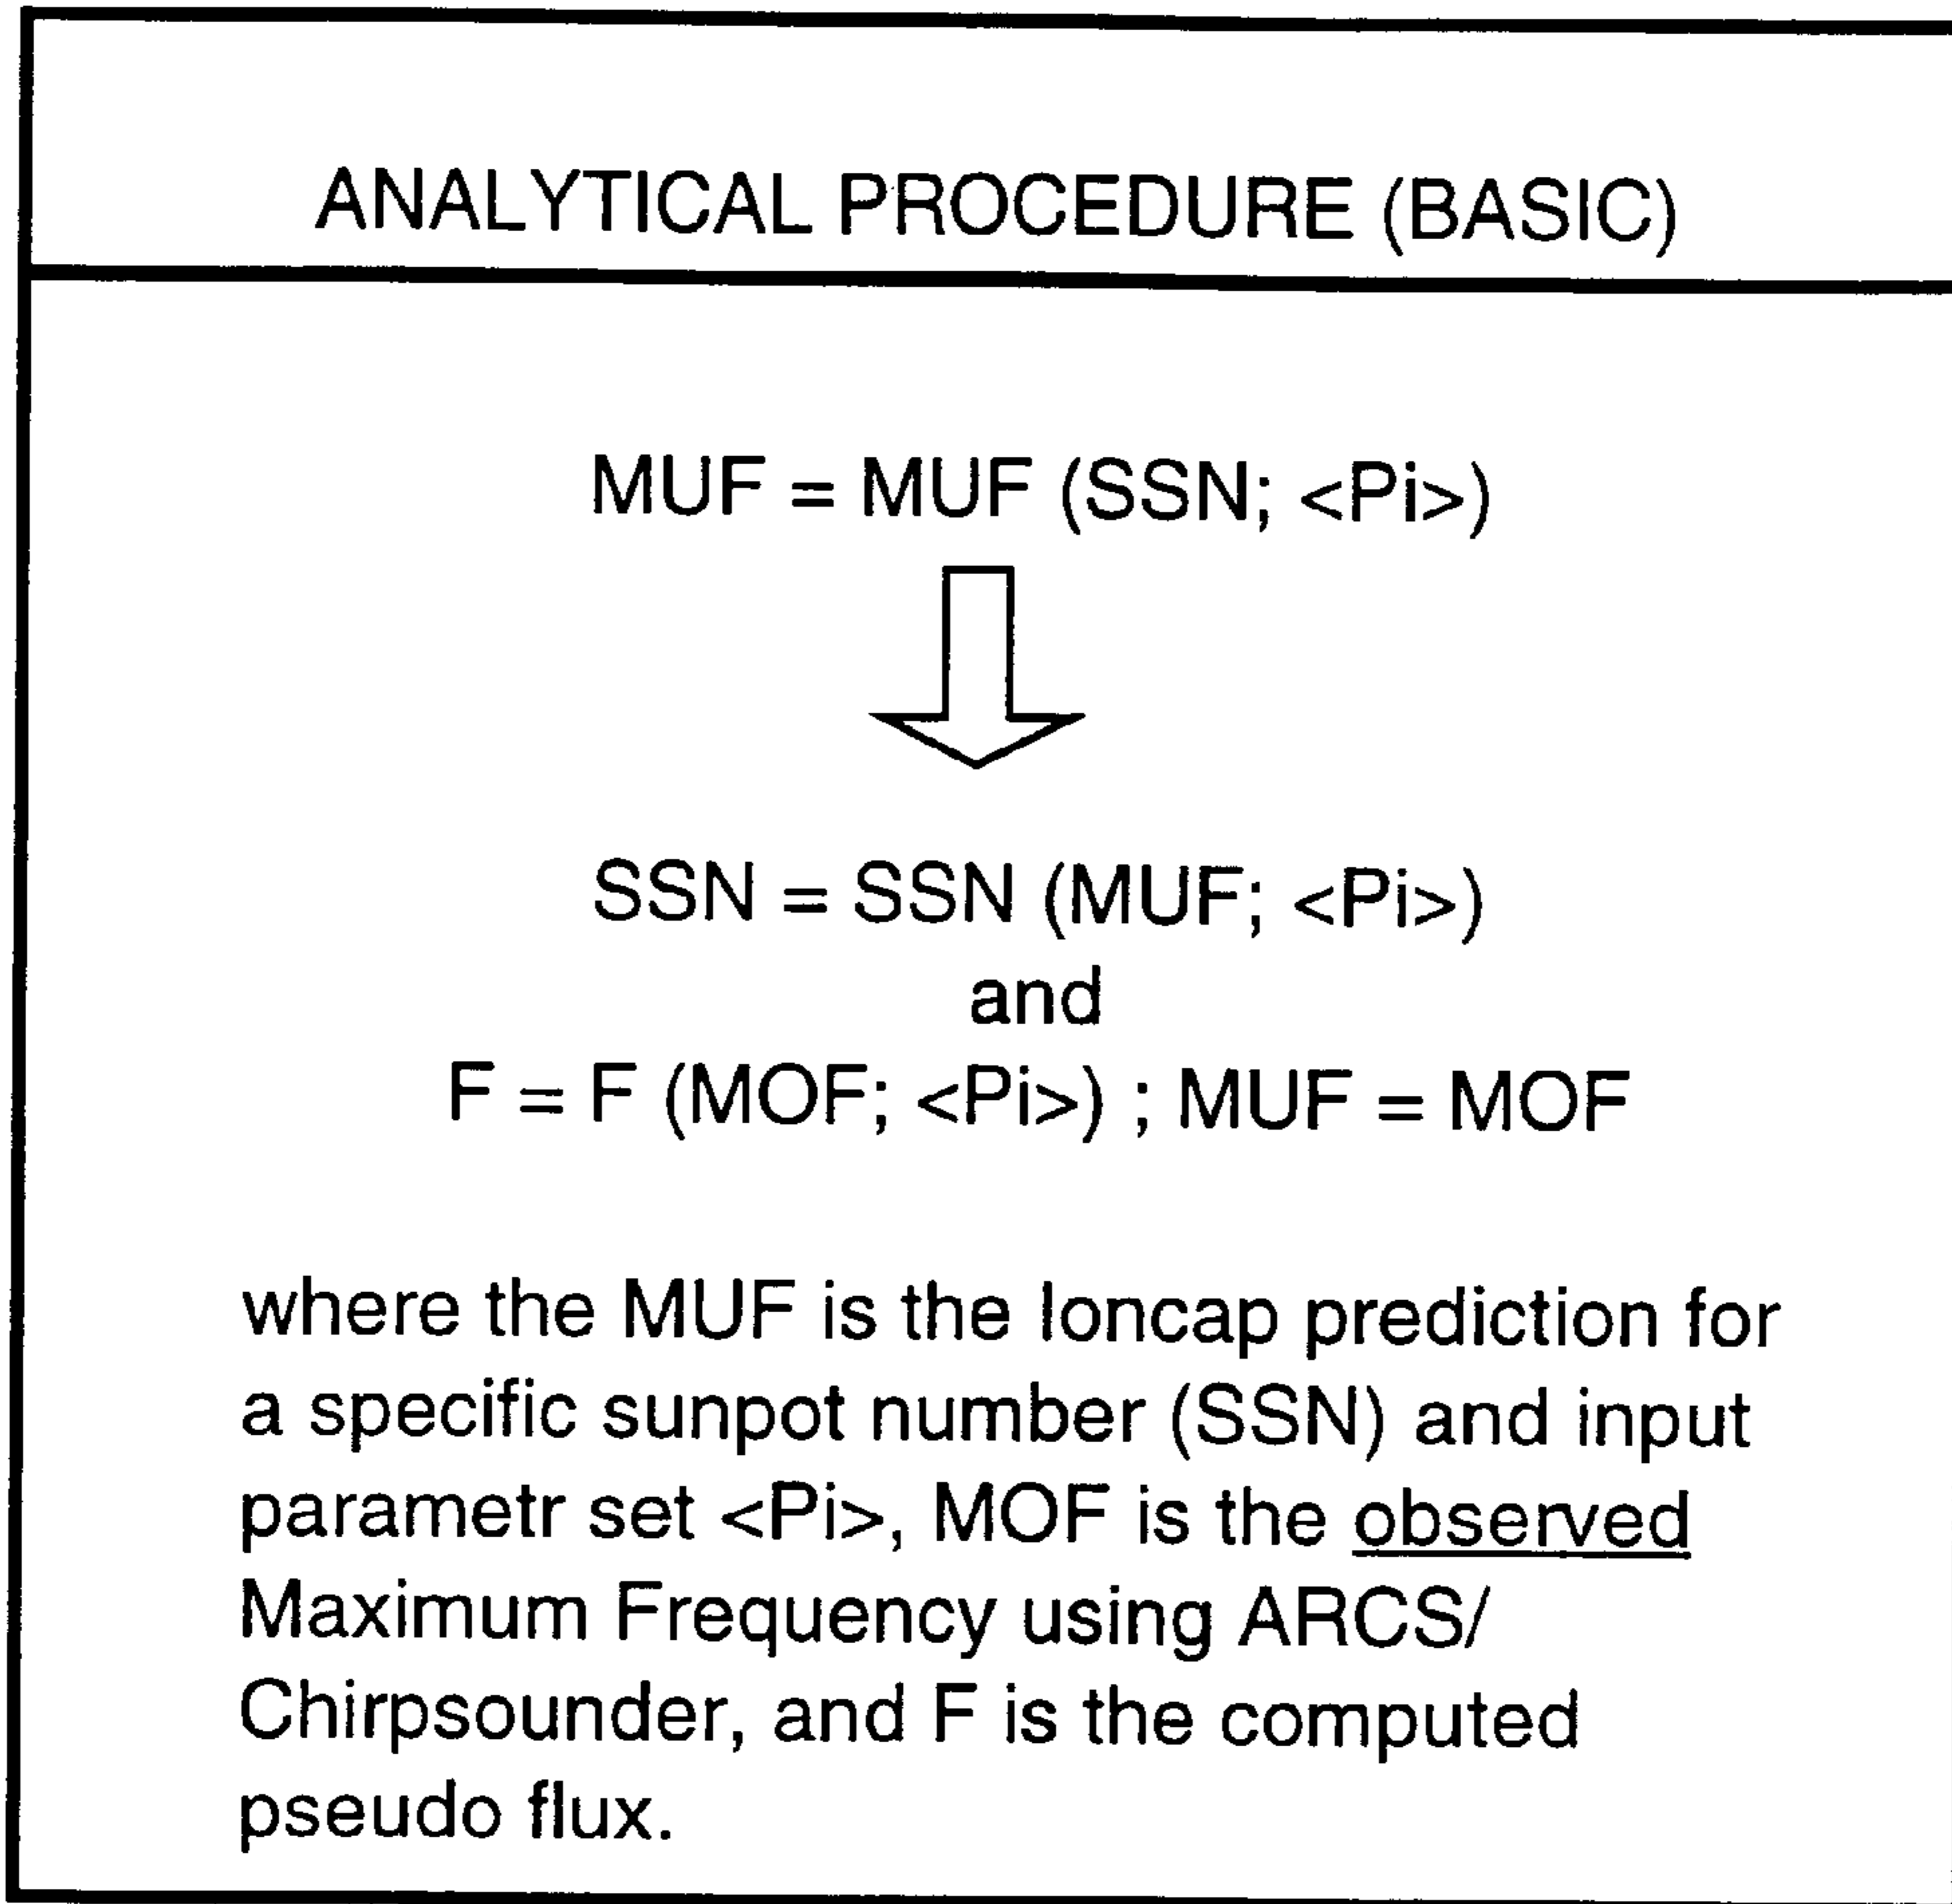 ANALYTICAL PROCEDURE (BASIC)
MUF = MUF (SSN; <Pi>)
SSN = SSN (MUF; <Pi>)
and
F = F (MOF; <Pi>) ; MUF = MOF
where the MUF is the Ioncap prediction for
a specific sunpot number (SSN) and input
parametr set <Pi>, MOF is the observed
Maximum Frequency using ARCS/
Chirpsounder, and F is the computed
pseudo flux.